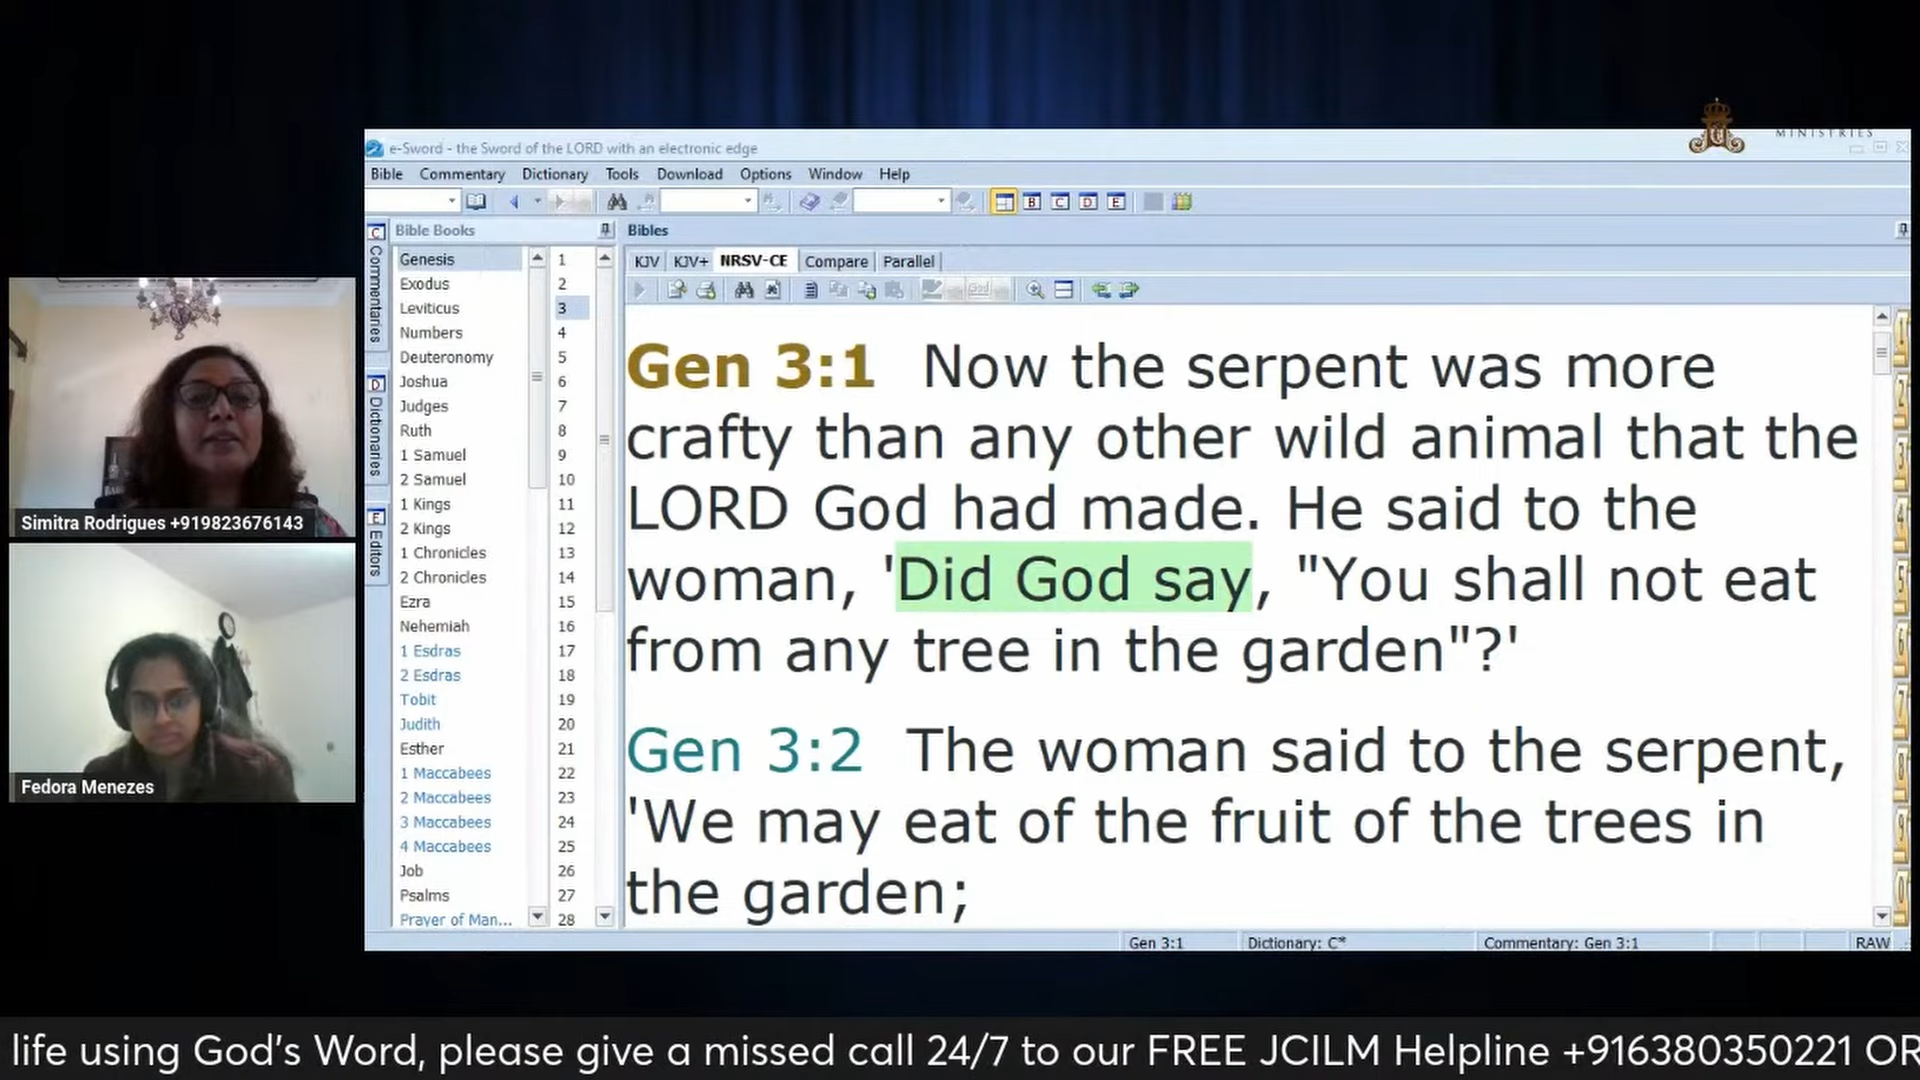 MINISTRIES
e-Sword - the Sword of the LORD with an electronic edge
Bible Commentary Dictionary Tools Download Options Window Help
B C D E
Bible Books
Bibles
C Commentaries
D Dictionaries
E Editors
KJV KJV+ NRSV-CE Compare Parallel
Genesis 1
Exodus 2
Leviticus 3
Numbers 4
Deuteronomy 5
Joshua 6
Judges 7
Ruth 8
1 Samuel 9
2 Samuel 10
1 Kings 11
2 Kings 12
1 Chronicles 13
2 Chronicles 14
Ezra 15
Nehemiah 16
1 Esdras 17
2 Esdras 18
Tobit 19
Judith 20
Esther 21
1 Maccabees 22
2 Maccabees 23
3 Maccabees 24
4 Maccabees 25
Job 26
Psalms 27
Prayer of Man... 28
Gen 3:1 Now the serpent was more
crafty than any other wild animal that the
LORD God had made. He said to the
woman, 'Did God say, "You shall not eat
from any tree in the garden"?'
Gen 3:2 The woman said to the serpent,
'We may eat of the fruit of the trees in
the garden;
Gen 3:1 Dictionary: C* Commentary: Gen 3:1 RAW
Simitra Rodrigues +919823676143
Fedora Menezes
life using God's Word, please give a missed call 24/7 to our FREE JCILM Helpline +916380350221 OR